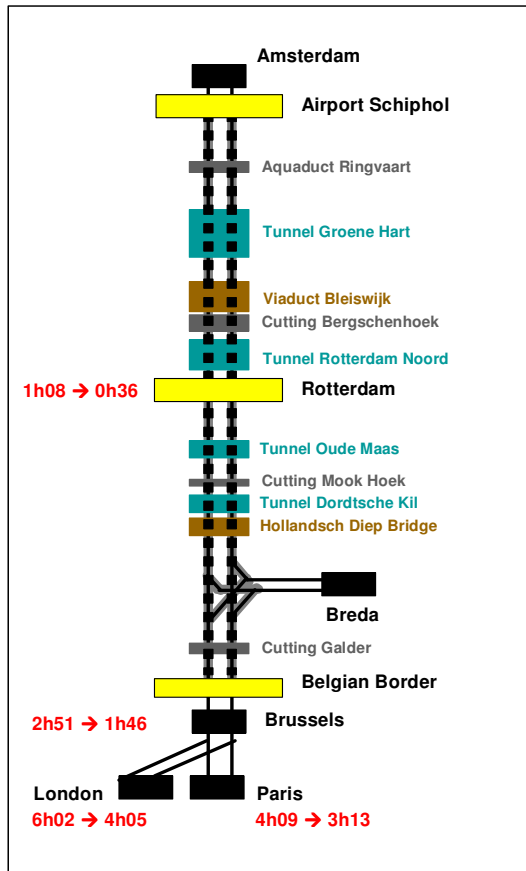 Amsterdam
Airport Schiphol
Aquaduct Ringvaart
Tunnel Groene Hart
Viaduct Bleiswijk
Cutting Bergschenhoek
Tunnel Rotterdam Noord
1h08 → 0h36
Rotterdam
Tunnel Oude Maas
Cutting Mook Hoek
Tunnel Dordtsche Kil
Hollandsch Diep Bridge
Breda
Cutting Galder
Belgian Border
2h51 → 1h46
Brussels
London
Paris
6h02 → 4h05
4h09 → 3h13